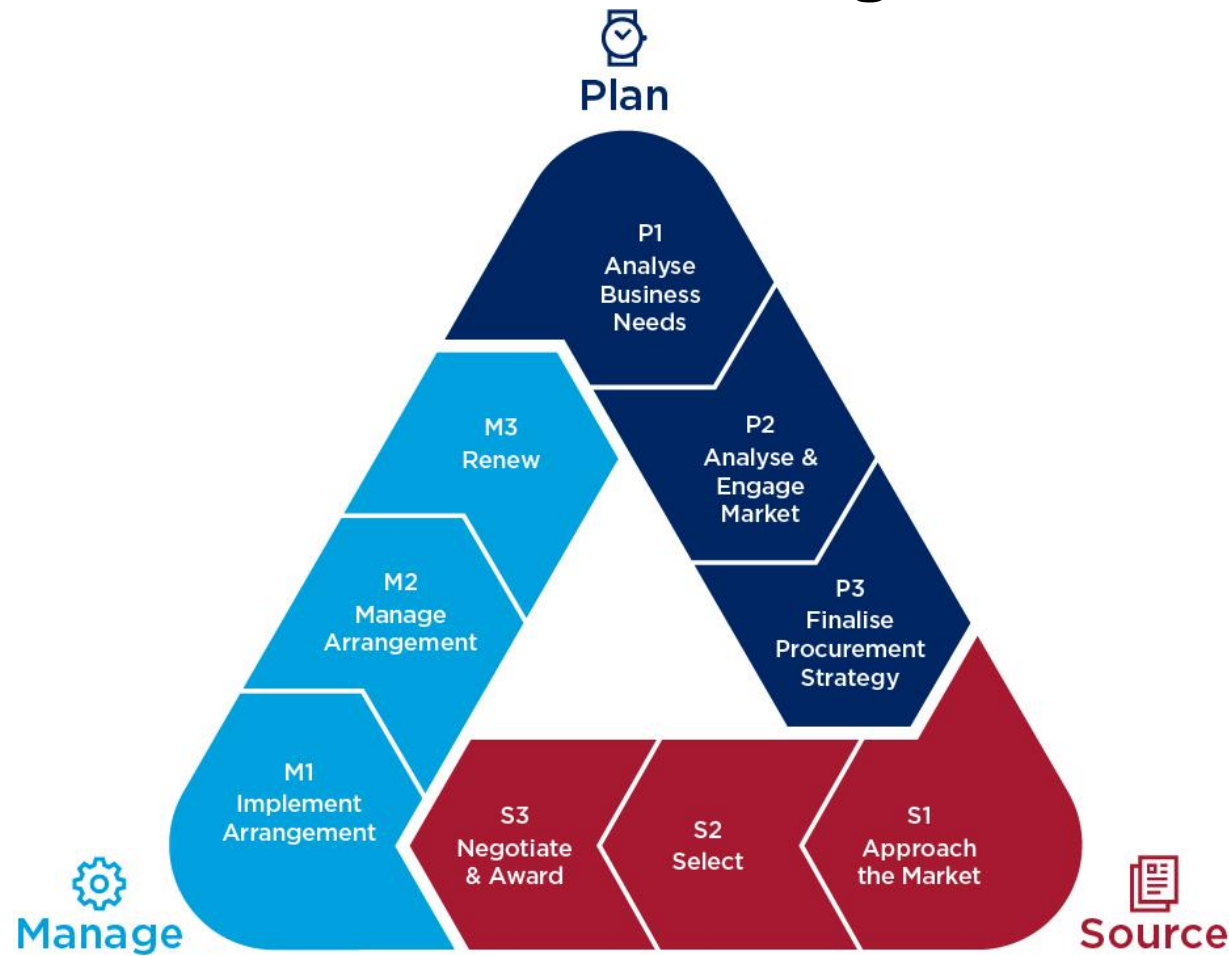 Plan
P1
Analyse
Business
Needs
P2
Analyse &
Engage
Market
P3
Finalise
Procurement
Strategy
S1
Approach
the Market
S2
Select
S3
Negotiate
& Award
M1
Implement
Arrangement
M2
Manage
Arrangement
M3
Renew
Manage
Source